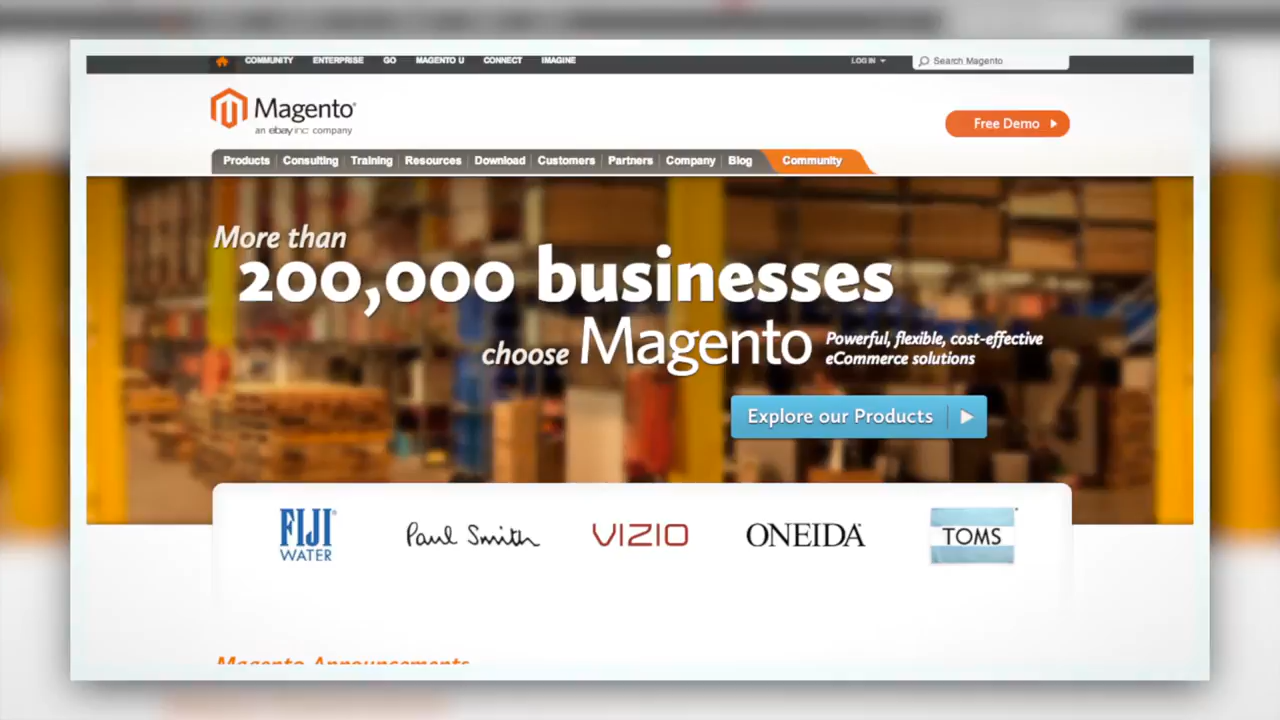 COMMUNITY ENTERPRISE GO MAGENTO U CONNECT IMAGINE LOG IN Search Magento
Magento®
an ebay inc company
Free Demo
Products Consulting Training Resources Download Customers Partners Company Blog Community
More than
200,000 businesses
choose Magento Powerful, flexible, cost-effective
eCommerce solutions
Explore our Products
FIJI® WATER
Paul Smith
VIZIO
ONEIDA
TOMS
Magento Announcements